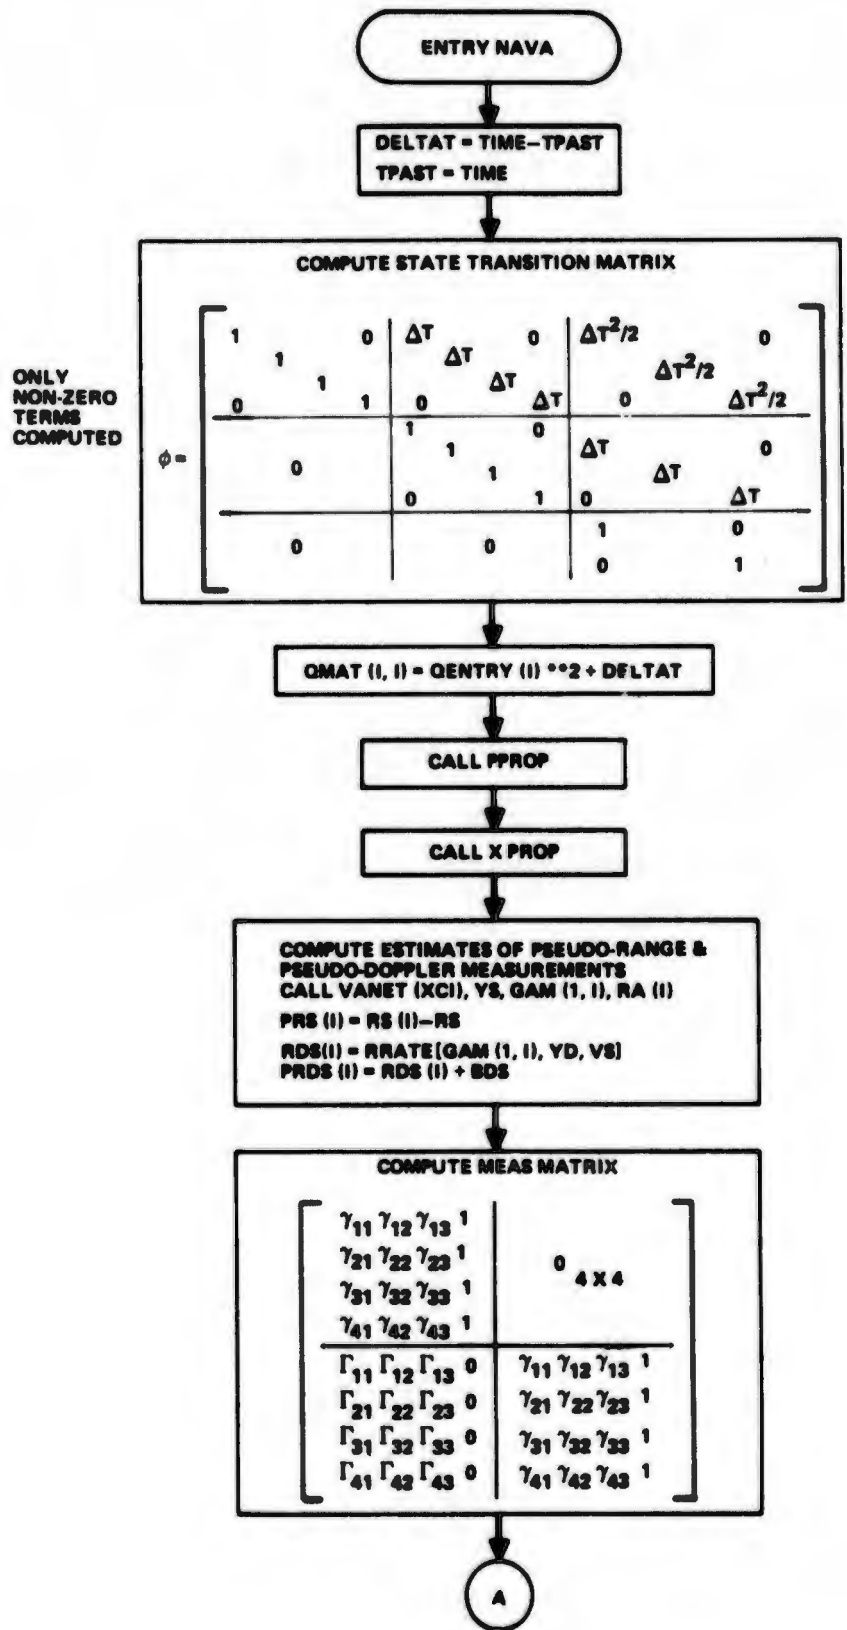 ENTRY NAVA
DELTAT = TIME-TPAST
TPAST = TIME
COMPUTE STATE TRANSITION MATRIX
ONLY
NON-ZERO
TERMS
COMPUTED
ϕ =
1 0 ΔT 0 ΔT²/2 0
1 ΔT ΔT²/2
1 ΔT
0 1 0 ΔT 0 ΔT²/2
1 0
0 1 ΔT 0
1 ΔT
0 1 0 ΔT
0 0 1 0
0 1
QMAT (I, I) = QENTRY (I) **2 + DELTAT
CALL PPROP
CALL X PROP
COMPUTE ESTIMATES OF PSEUDO-RANGE &
PSEUDO-DOPPLER MEASUREMENTS
CALL VANET (XCI), YS, GAM (1, I), RA (I)
PRS (I) = RS (I)-RS
RDS(I) = RRATE[GAM (1, I), YD, VS]
PRDS (I) = RDS (I) + BDS
COMPUTE MEAS MATRIX
γ₁₁ γ₁₂ γ₁₃ 1
γ₂₁ γ₂₂ γ₂₃ 1
0 4 X 4
γ₃₁ γ₃₂ γ₃₃ 1
γ₄₁ γ₄₂ γ₄₃ 1
Γ₁₁ Γ₁₂ Γ₁₃ 0 γ₁₁ γ₁₂ γ₁₃ 1
Γ₂₁ Γ₂₂ Γ₂₃ 0 γ₂₁ γ₂₂ γ₂₃ 1
Γ₃₁ Γ₃₂ Γ₃₃ 0 γ₃₁ γ₃₂ γ₃₃ 1
Γ₄₁ Γ₄₂ Γ₄₃ 0 γ₄₁ γ₄₂ γ₄₃ 1
A